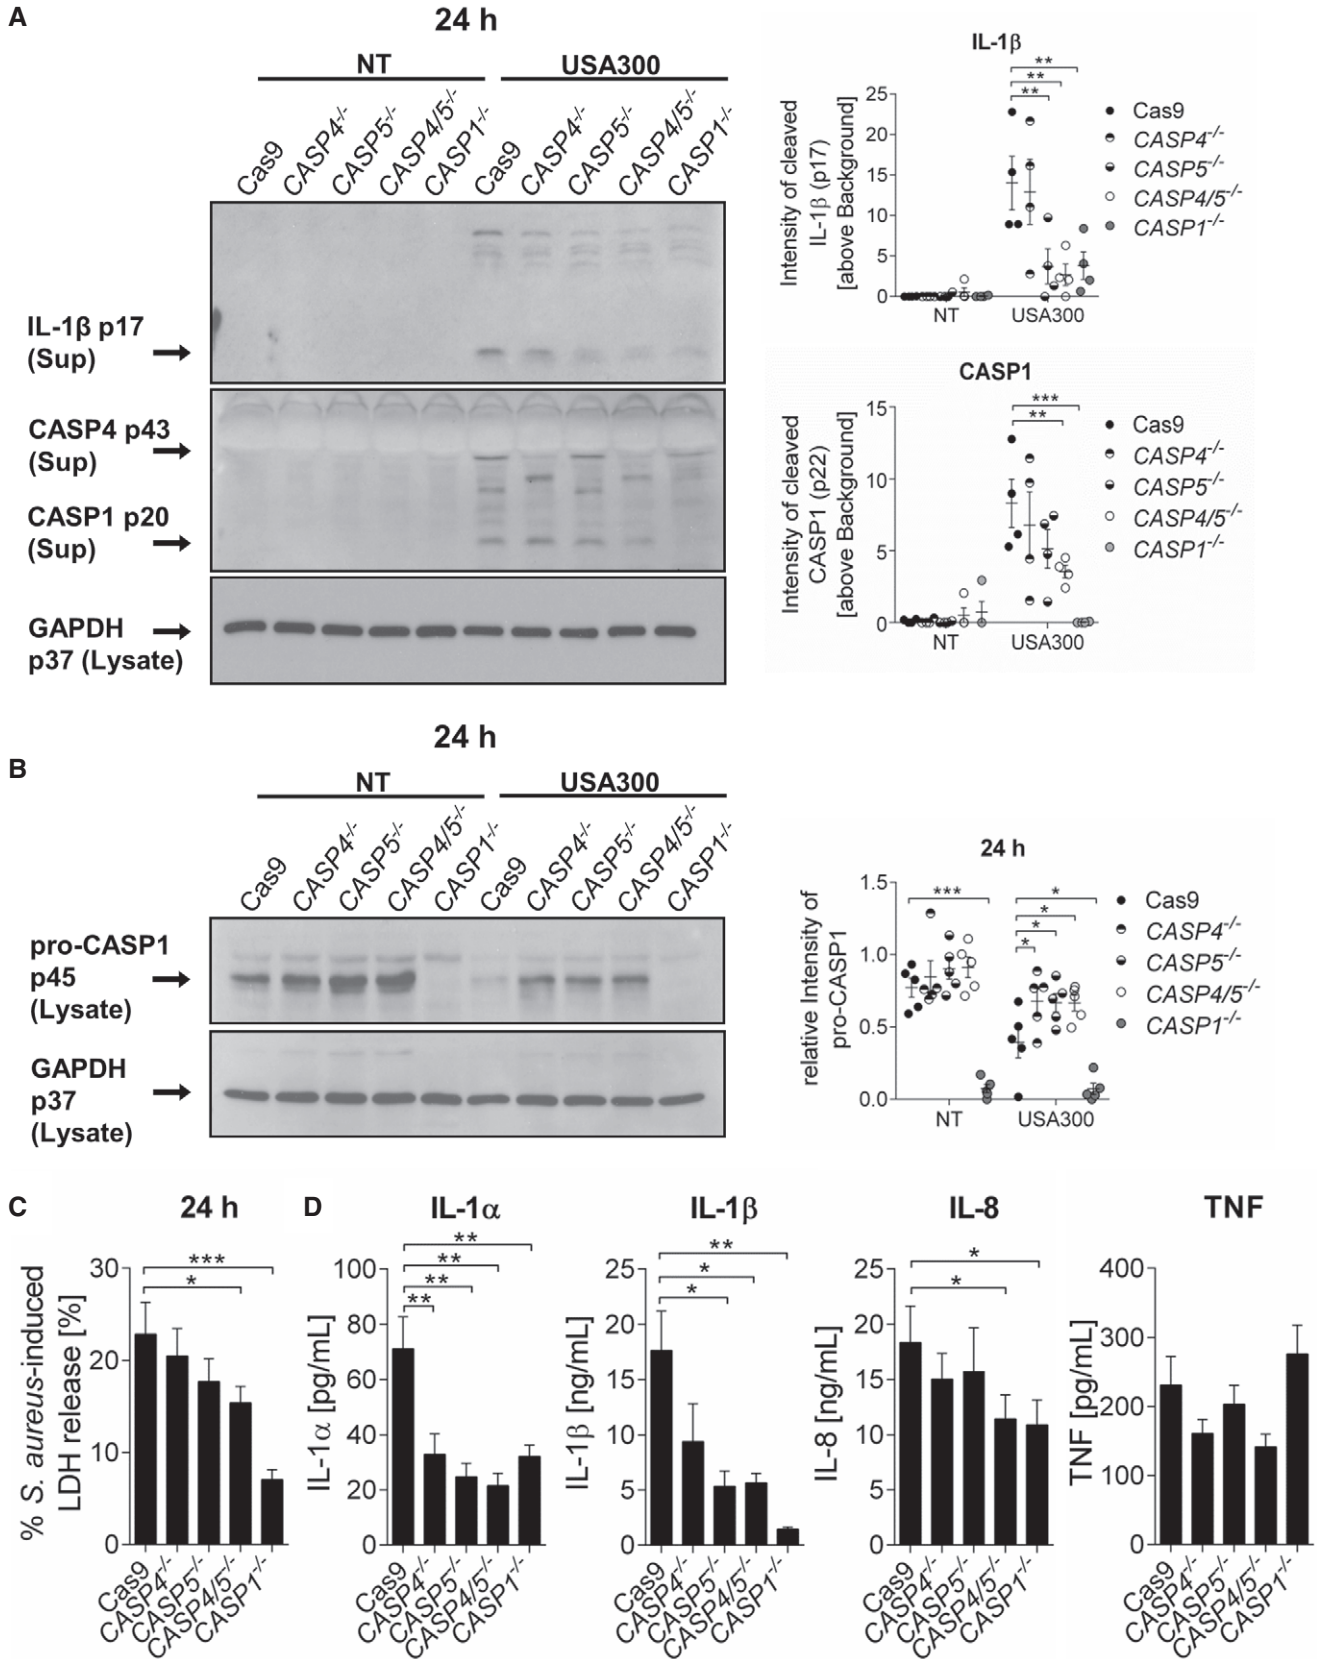 A
24 h
NT
USA300
Cas9
CASP4-/-
CASP5-/-
CASP4/5-/-
CASP1-/-
Cas9
CASP4-/-
CASP5-/-
CASP4/5-/-
CASP1-/-
IL-1β p17
(Sup)
CASP4 p43
(Sup)
CASP1 p20
(Sup)
GAPDH
p37 (Lysate)
IL-1β
**
**
**
Intensity of cleaved
IL-1β (p17)
[above Background]
25
20
15
10
5
0
NT
USA300
Cas9
CASP4-/-
CASP5-/-
CASP4/5-/-
CASP1-/-
CASP1
***
**
Intensity of cleaved
CASP1 (p22)
[above Background]
15
10
5
0
NT
USA300
Cas9
CASP4-/-
CASP5-/-
CASP4/5-/-
CASP1-/-
B
24 h
NT
USA300
Cas9
CASP4-/-
CASP5-/-
CASP4/5-/-
CASP1-/-
Cas9
CASP4-/-
CASP5-/-
CASP4/5-/-
CASP1-/-
pro-CASP1
p45
(Lysate)
GAPDH
p37
(Lysate)
24 h
***
*
*
*
*
relative Intensity of
pro-CASP1
1.5
1.0
0.5
0.0
NT
USA300
Cas9
CASP4-/-
CASP5-/-
CASP4/5-/-
CASP1-/-
C
24 h
***
*
% S. aureus-induced
LDH release [%]
30
20
10
0
Cas9
CASP4-/-
CASP5-/-
CASP4/5-/-
CASP1-/-
D
IL-1α
**
**
**
**
IL-1α [pg/mL]
100
80
60
40
20
0
Cas9
CASP4-/-
CASP5-/-
CASP4/5-/-
CASP1-/-
IL-1β
**
*
*
IL-1β [ng/mL]
25
20
15
10
5
0
Cas9
CASP4-/-
CASP5-/-
CASP4/5-/-
CASP1-/-
IL-8
*
*
IL-8 [ng/mL]
25
20
15
10
5
0
Cas9
CASP4-/-
CASP5-/-
CASP4/5-/-
CASP1-/-
TNF
TNF [pg/mL]
400
300
200
100
0
Cas9
CASP4-/-
CASP5-/-
CASP4/5-/-
CASP1-/-